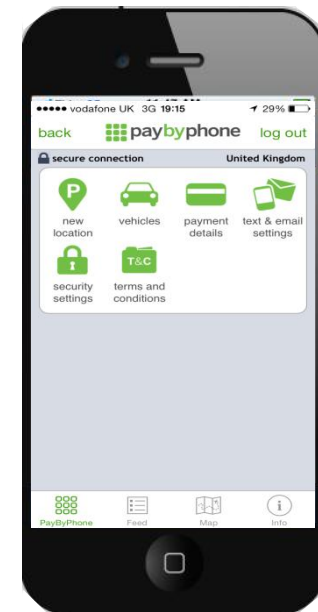 vodafone UK 3G 19:15 29%
back paybyphone log out
secure connection United Kingdom
P
new location
vehicles
payment details
text & email settings
security settings
T&C
terms and conditions
PayByPhone Feed Map Info